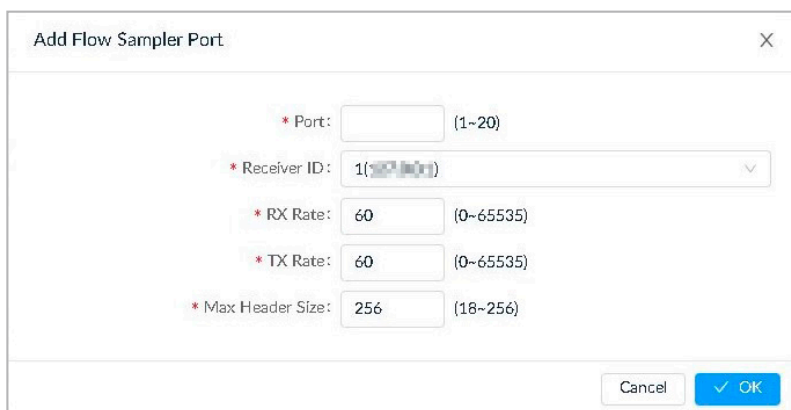 Add Flow Sampler Port
* Port: (1~20)
* Receiver ID: 1( )
* RX Rate: 60 (0~65535)
* TX Rate: 60 (0~65535)
* Max Header Size: 256 (18~256)
Cancel OK